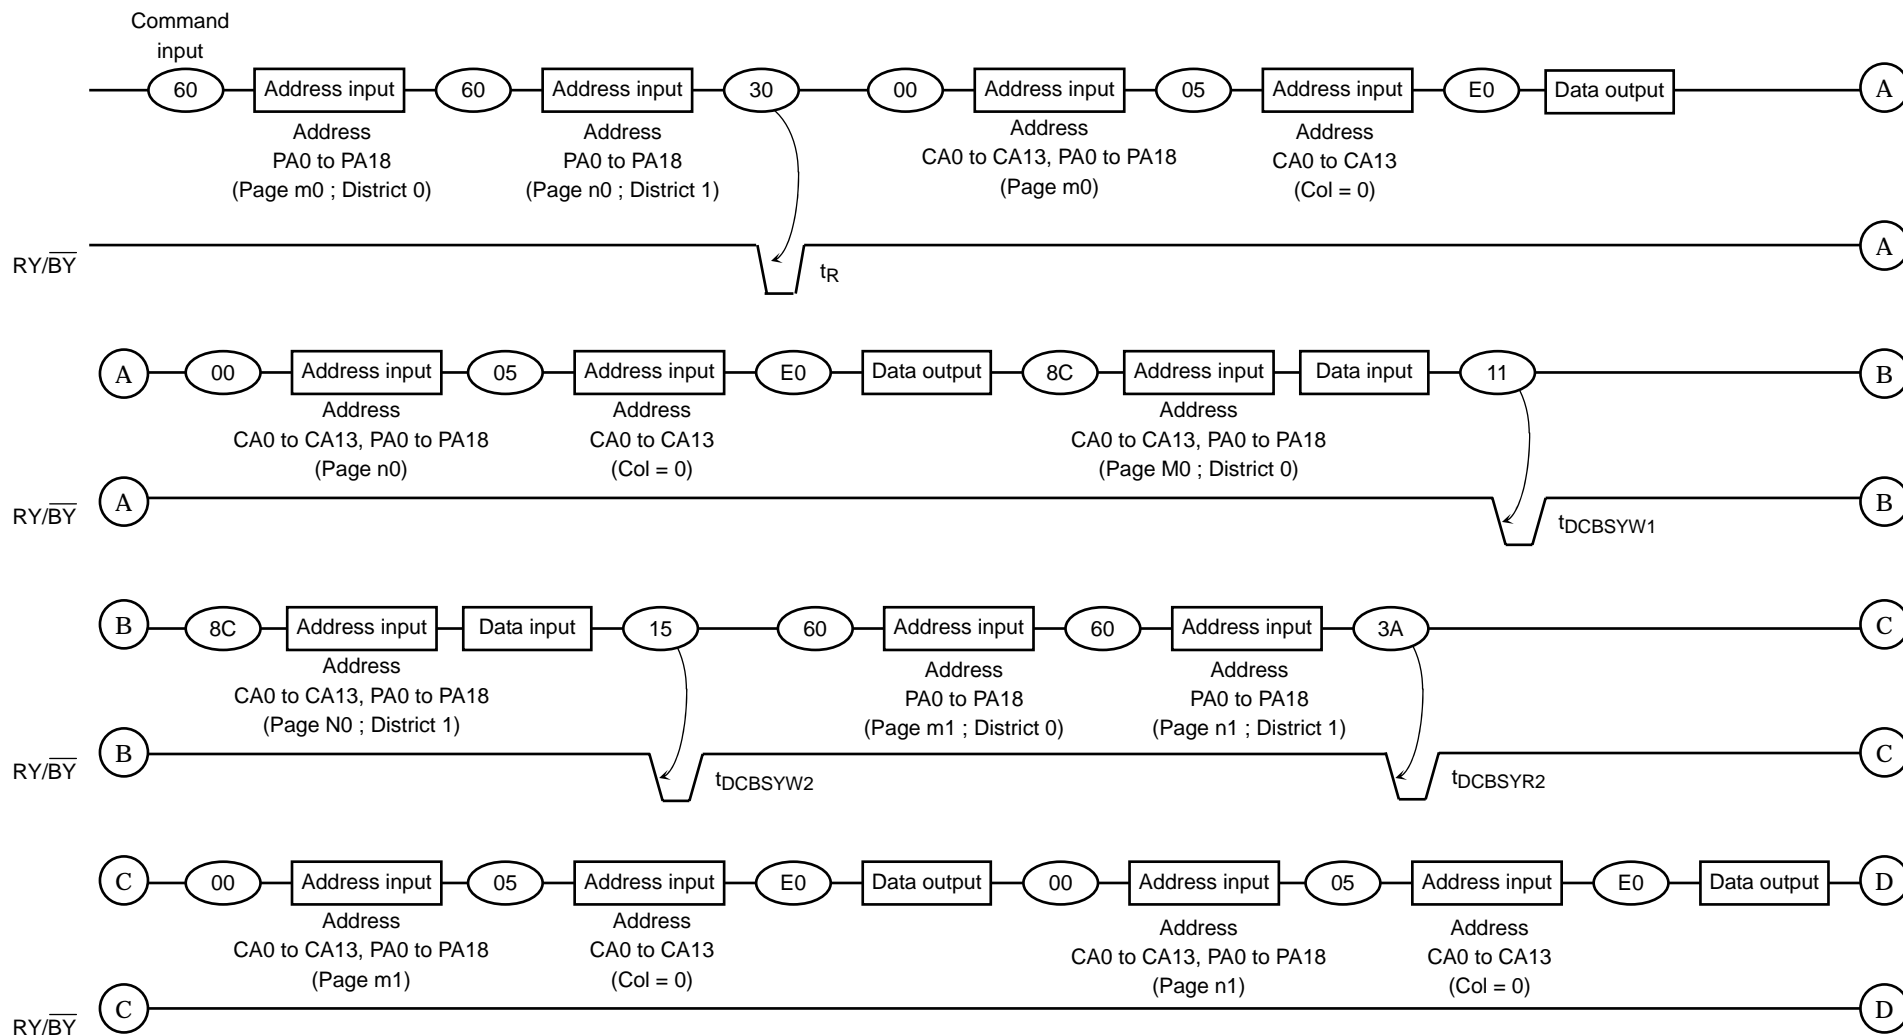 Command
input
60 Address input 60 Address input 30 00 Address input 05 Address input E0 Data output A
Address
PA0 to PA18
(Page m0 ; District 0)
Address
PA0 to PA18
(Page n0 ; District 1)
Address
CA0 to CA13, PA0 to PA18
(Page m0)
Address
CA0 to CA13
(Col = 0)
RY/B̅Y̅ tR A
A 00 Address input 05 Address input E0 Data output 8C Address input Data input 11 B
Address
CA0 to CA13, PA0 to PA18
(Page n0)
Address
CA0 to CA13
(Col = 0)
Address
CA0 to CA13, PA0 to PA18
(Page M0 ; District 0)
RY/B̅Y̅ A tDCBSYW1 B
B 8C Address input Data input 15 60 Address input 60 Address input 3A C
Address
CA0 to CA13, PA0 to PA18
(Page N0 ; District 1)
Address
PA0 to PA18
(Page m1 ; District 0)
Address
PA0 to PA18
(Page n1 ; District 1)
RY/B̅Y̅ B tDCBSYW2 tDCBSYR2 C
C 00 Address input 05 Address input E0 Data output 00 Address input 05 Address input E0 Data output D
Address
CA0 to CA13, PA0 to PA18
(Page m1)
Address
CA0 to CA13
(Col = 0)
Address
CA0 to CA13, PA0 to PA18
(Page n1)
Address
CA0 to CA13
(Col = 0)
RY/B̅Y̅ C D